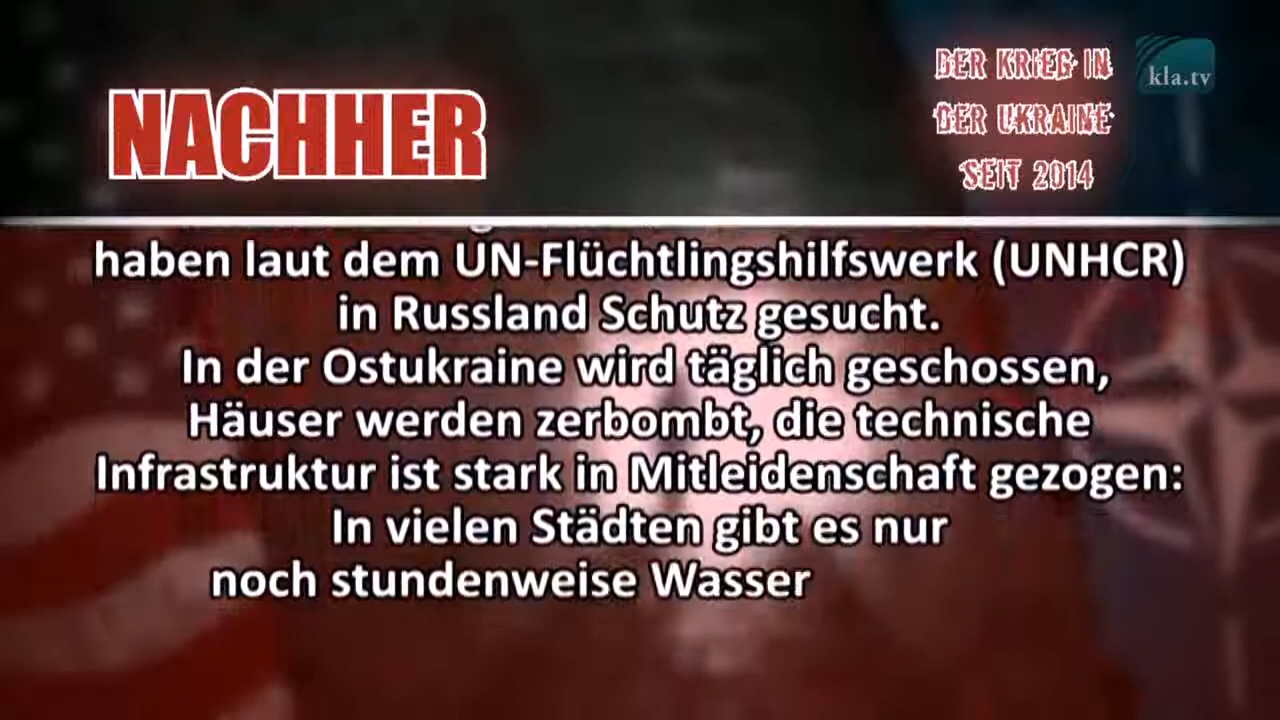 NACHHER
DER KRIEG IN
DER UKRAINE
SEIT 2014
kla.tv
haben laut dem UN-Flüchtlingshilfswerk (UNHCR)
in Russland Schutz gesucht.
In der Ostukraine wird täglich geschossen,
Häuser werden zerbombt, die technische
Infrastruktur ist stark in Mitleidenschaft gezogen:
In vielen Städten gibt es nur
noch stundenweise Wasser